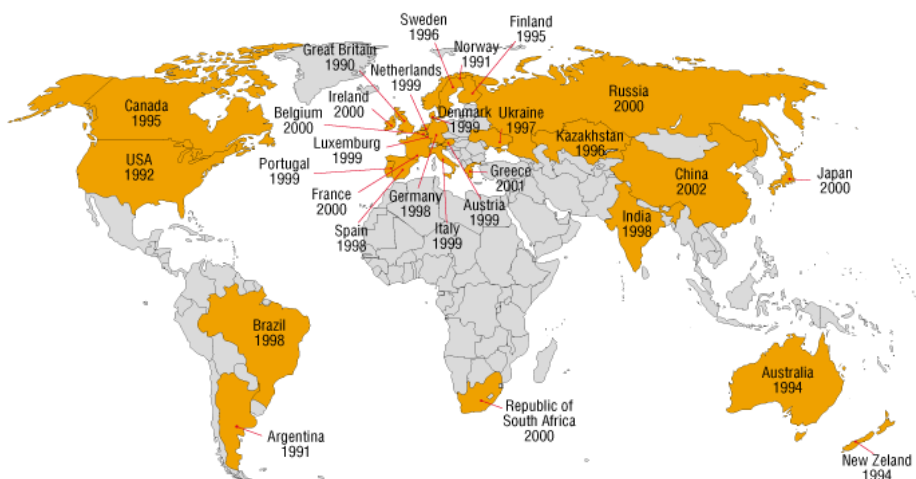 Sweden
1996
Finland
1995
Norway
1991
Great Britain
1990
Netherlands
1999
Ireland
2000
Belgium
2000
Denmark
1999
Ukraine
1997
Russia
2000
Canada
1995
Luxemburg
1999
Kazakhstan
1996
USA
1992
Portugal
1999
France
2000
Germany
1998
Austria
1999
Greece
2001
China
2002
Japan
2000
Spain
1998
Italy
1999
India
1998
Brazil
1998
Australia
1994
Republic of
South Africa
2000
Argentina
1991
New Zeland
1994